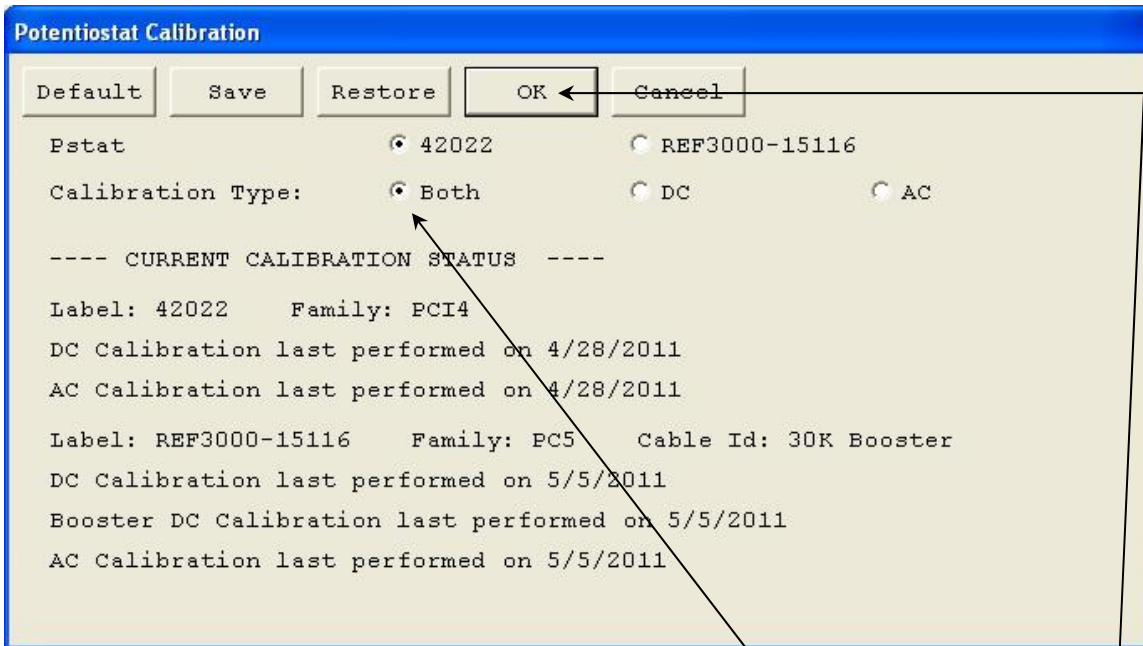 Potentiostat Calibration
Default Save Restore OK Cancel
Pstat 42022 REF3000-15116
Calibration Type: Both DC AC
---- CURRENT CALIBRATION STATUS ----
Label: 42022 Family: PCI4
DC Calibration last performed on 4/28/2011
AC Calibration last performed on 4/28/2011
Label: REF3000-15116 Family: PC5 Cable Id: 30K Booster
DC Calibration last performed on 5/5/2011
Booster DC Calibration last performed on 5/5/2011
AC Calibration last performed on 5/5/2011